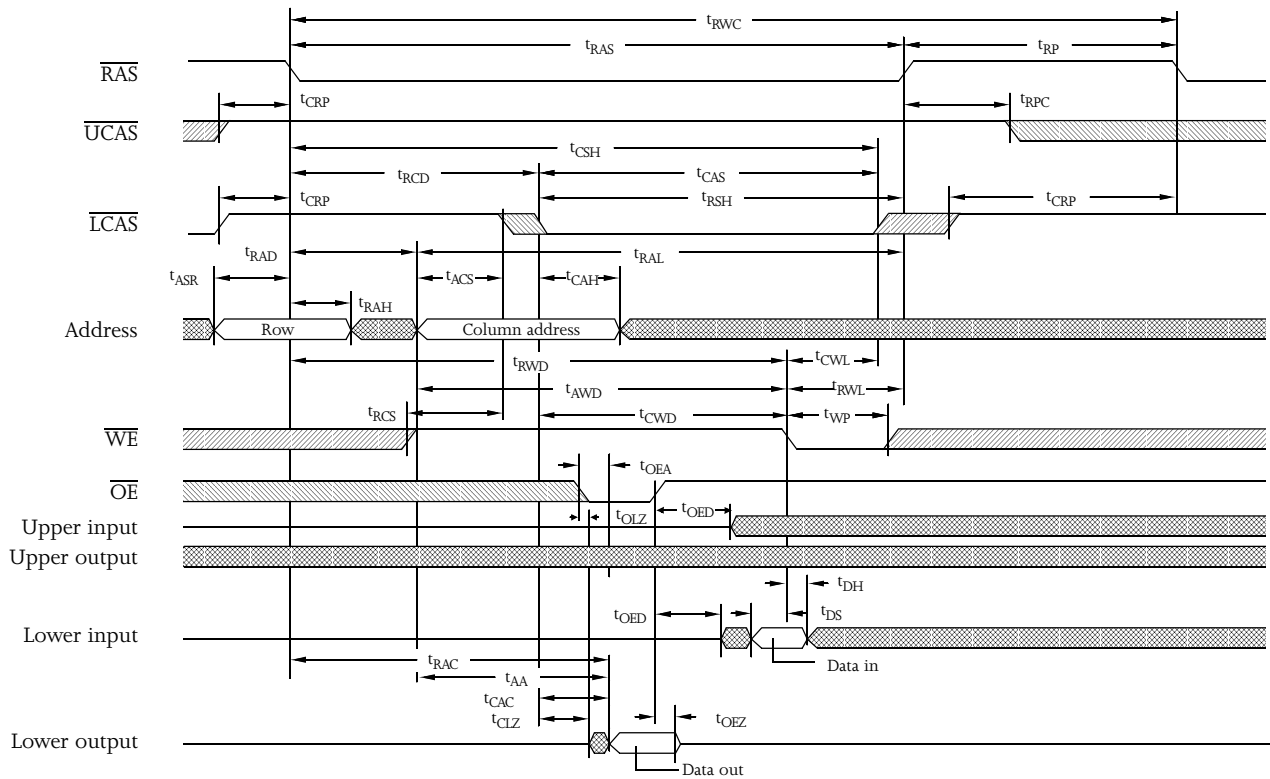 tRWC
tRAS
tRP
RAS
tCRP
tRPC
UCAS
tCSH
tRCD
tCAS
tCRP
tRSH
tCRP
LCAS
tRAD
tRAL
tASR
tACS
tCAH
tRAH
Address
Row
Column address
tRWD
tCWL
tAWD
tRWL
tRCS
tCWD
tWP
WE
tOEA
OE
tOLZ
tOED
Upper input
Upper output
tDH
tOED
tDS
Lower input
tRAC
Data in
tAA
tCAC
tCLZ
tOEZ
Lower output
Data out